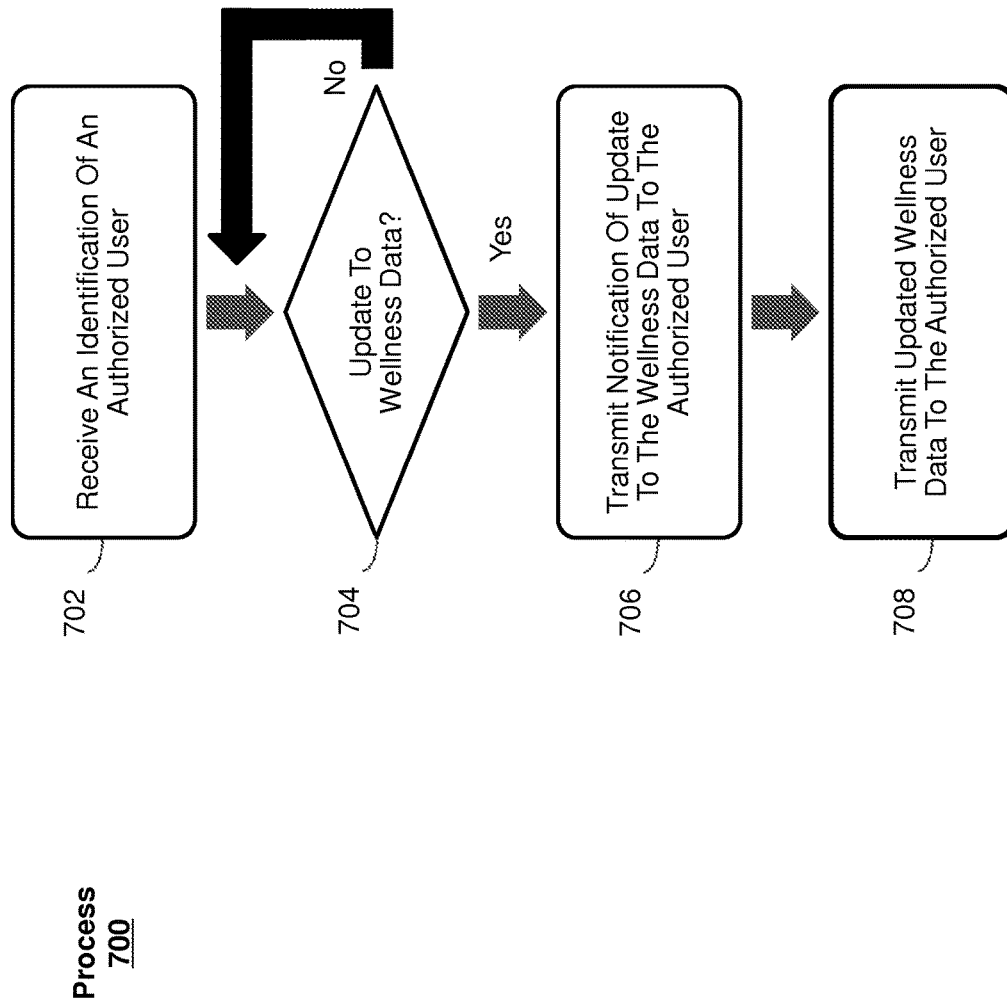 Process
700
702
Receive An Identification Of An
Authorized User
704
Update To
Wellness Data?
No
Yes
706
Transmit Notification Of Update
To The Wellness Data To The
Authorized User
708
Transmit Updated Wellness
Data To The Authorized User